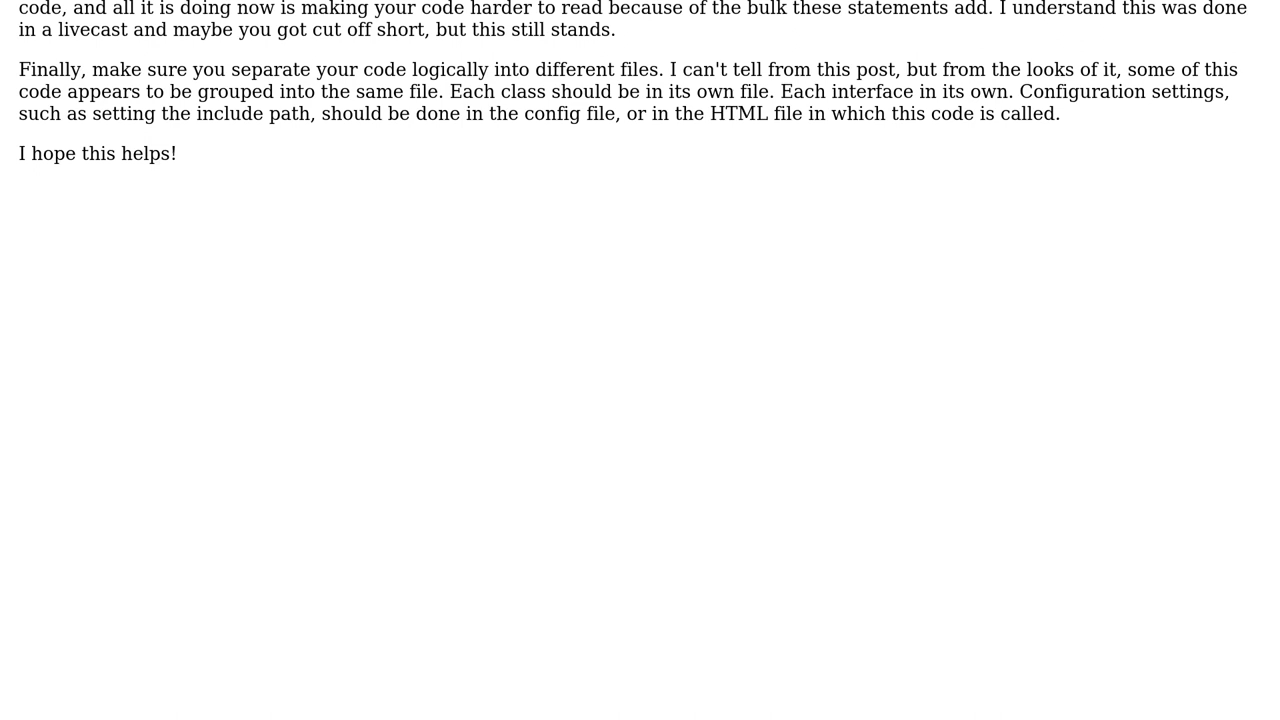 code, and all it is doing now is making your code harder to read because of the bulk these statements add. I understand this was done
in a livecast and maybe you got cut off short, but this still stands.
Finally, make sure you separate your code logically into different files. I can't tell from this post, but from the looks of it, some of this
code appears to be grouped into the same file. Each class should be in its own file. Each interface in its own. Configuration settings,
such as setting the include path, should be done in the config file, or in the HTML file in which this code is called.
I hope this helps!